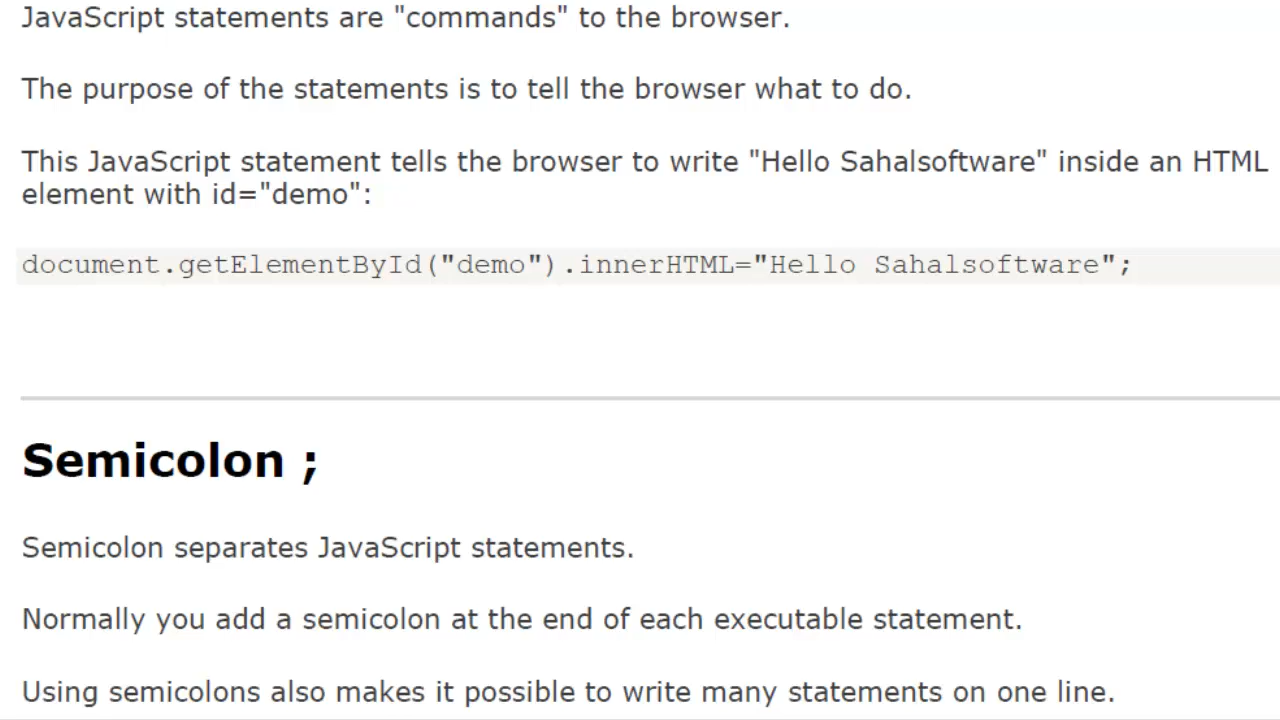 JavaScript statements are "commands" to the browser.
The purpose of the statements is to tell the browser what to do.
This JavaScript statement tells the browser to write "Hello Sahalsoftware" inside an HTML
element with id="demo":
document.getElementById("demo").innerHTML="Hello Sahalsoftware";
Semicolon ;
Semicolon separates JavaScript statements.
Normally you add a semicolon at the end of each executable statement.
Using semicolons also makes it possible to write many statements on one line.